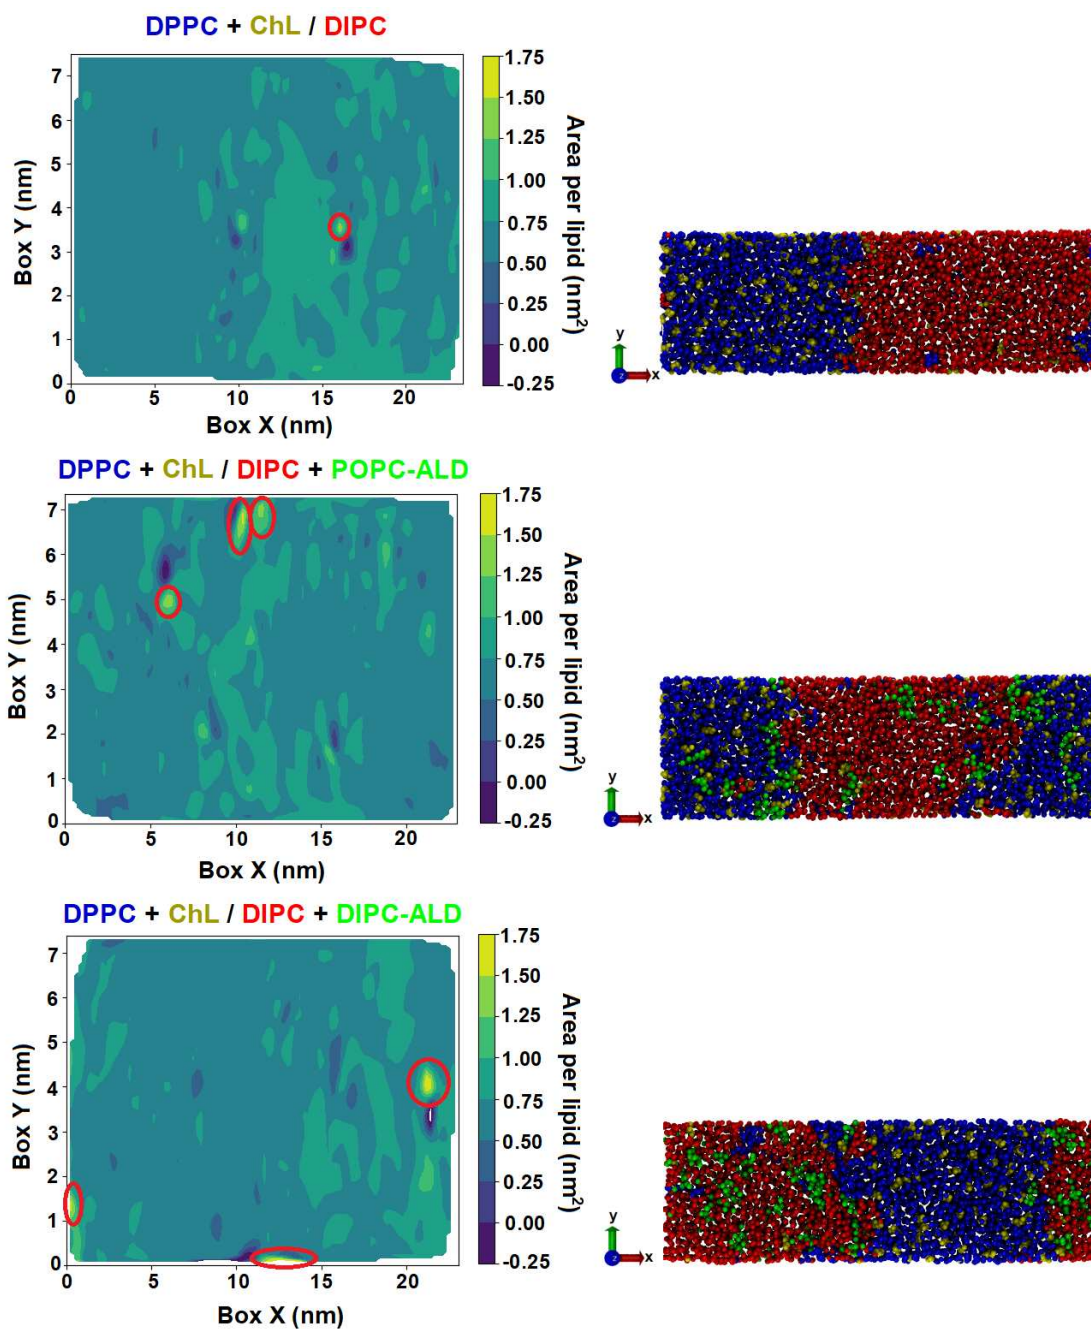 DPPC + ChL / DIPC
Box Y (nm)
7
6
5
4
3
2
1
0
0 5 10 15 20
Box X (nm)
1.75
1.50
1.25
1.00
0.75
0.50
0.25
0.00
-0.25
Area per lipid (nm²)
y
z
x
DPPC + ChL / DIPC + POPC-ALD
Box Y (nm)
7
6
5
4
3
2
1
0
0 5 10 15 20
Box X (nm)
1.75
1.50
1.25
1.00
0.75
0.50
0.25
0.00
-0.25
Area per lipid (nm²)
y
z
x
DPPC + ChL / DIPC + DIPC-ALD
Box Y (nm)
7
6
5
4
3
2
1
0
0 5 10 15 20
Box X (nm)
1.75
1.50
1.25
1.00
0.75
0.50
0.25
0.00
-0.25
Area per lipid (nm²)
y
z
x